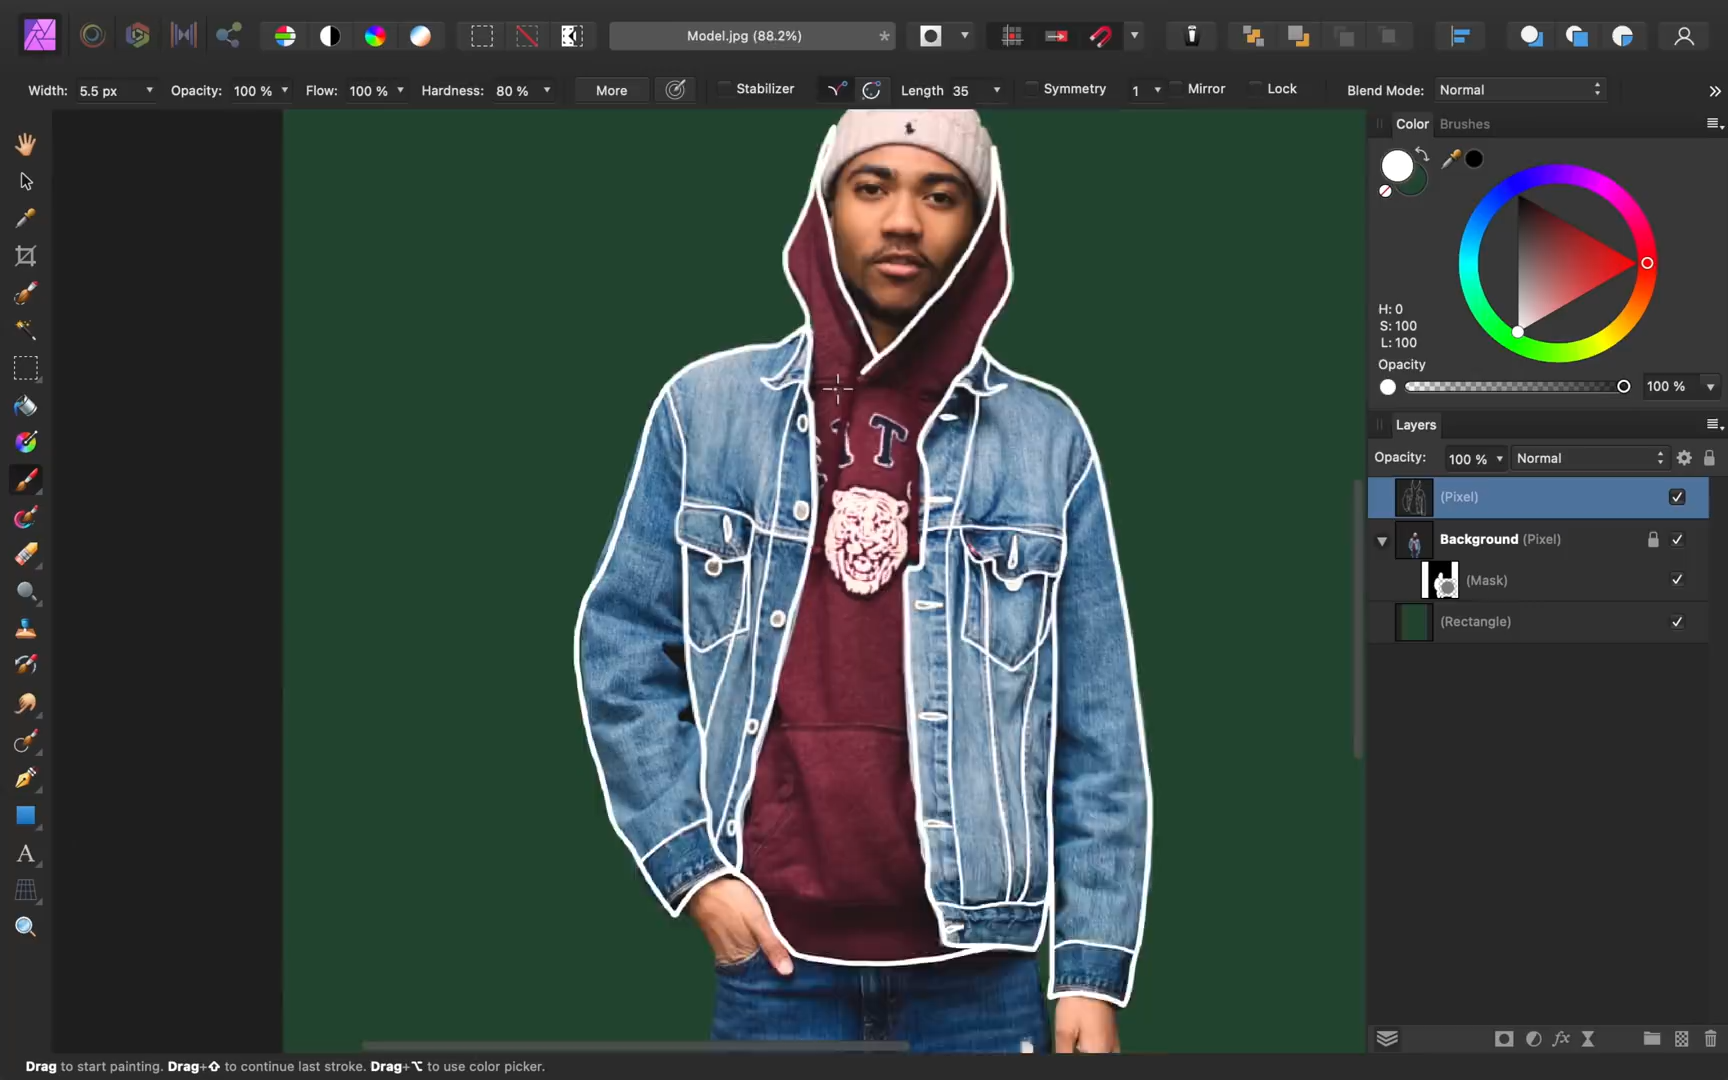 Model.jpg (88.2%)
*
Width: 5.5 px Opacity: 100 % Flow: 100 % Hardness: 80 % More Stabilizer Length 35 Symmetry 1 Mirror Lock Blend Mode: Normal
Color Brushes
H: 0
S: 100
L: 100
Opacity
100 %
Layers
Opacity: 100 % Normal
(Pixel)
Background (Pixel)
(Mask)
(Rectangle)
IT
A
fx
Drag to start painting. Drag+⇧ to continue last stroke. Drag+⌥ to use color picker.